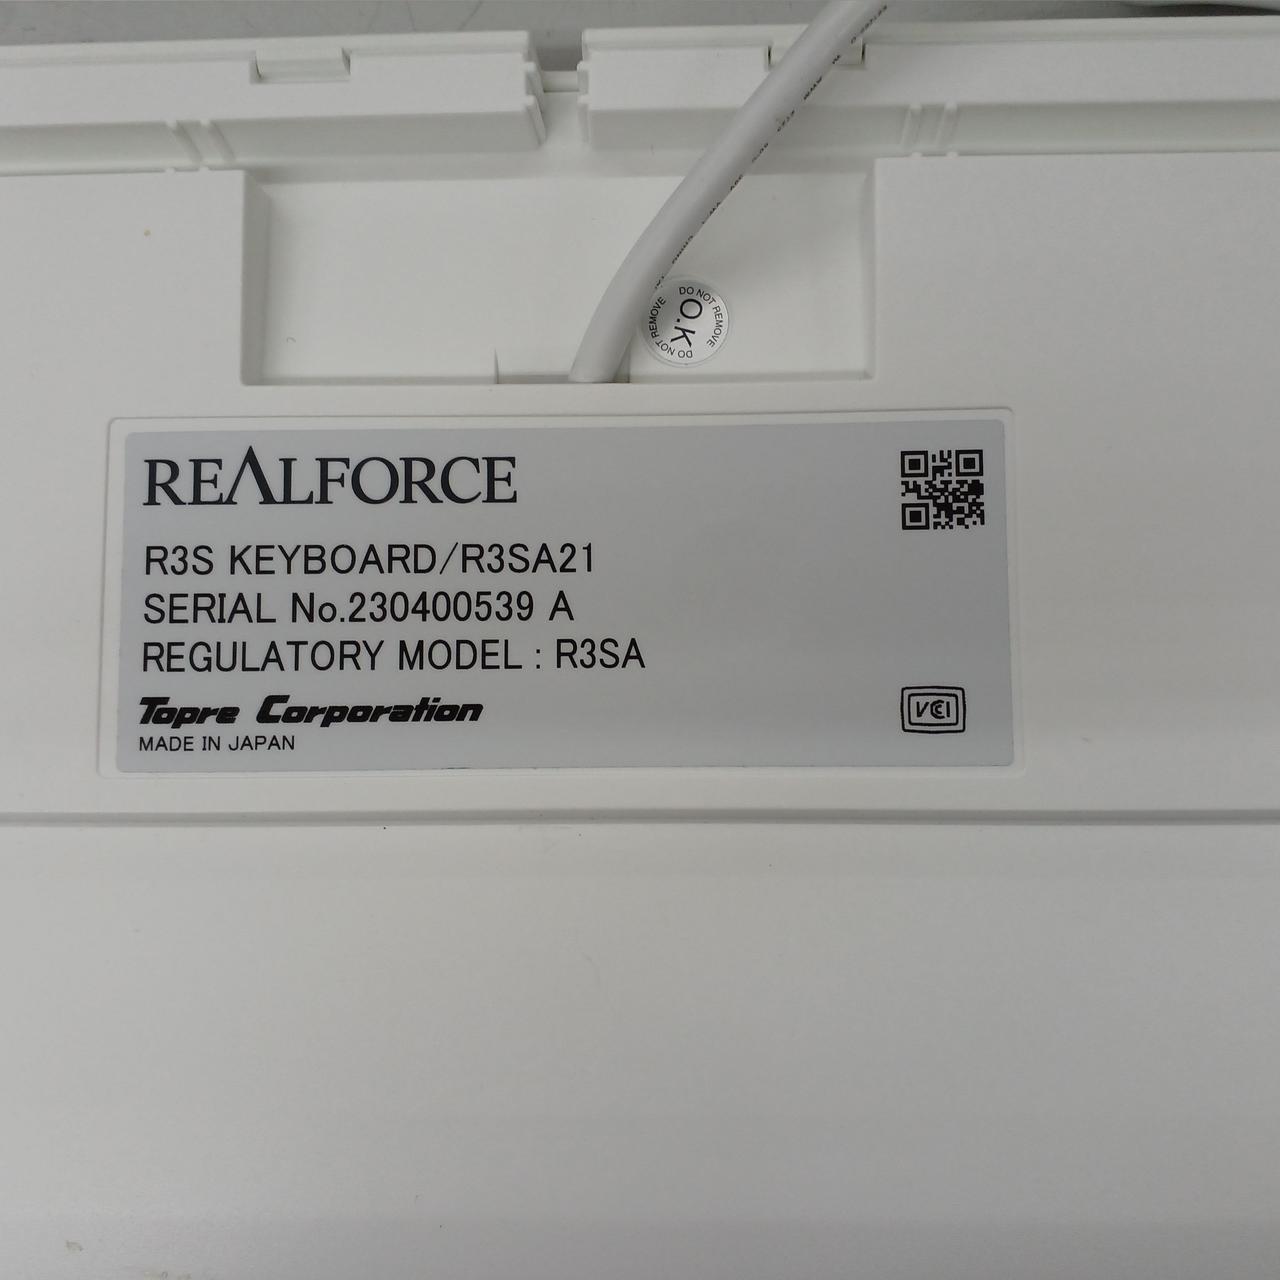 DO NOT REMOVE
O.K
DO NOT REMOVE
REALFORCE
R3S KEYBOARD/R3SA21
SERIAL No.230400539 A
REGULATORY MODEL : R3SA
Topre Corporation
MADE IN JAPAN
VCCI